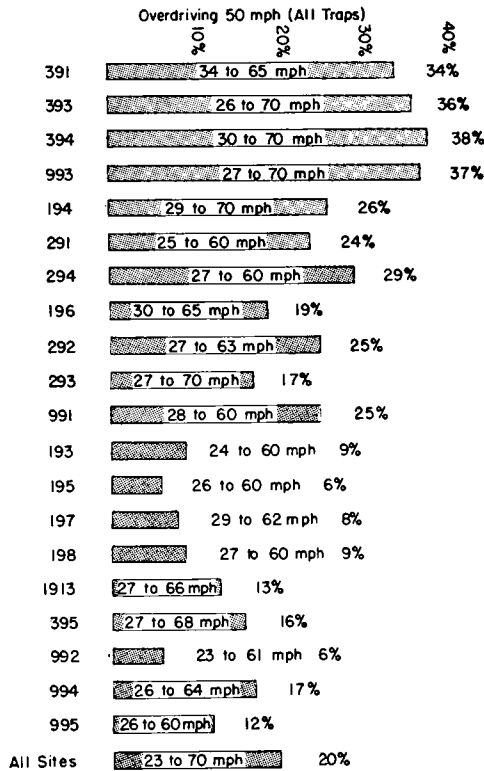 Overdriving 50 mph (All Traps)
10% 20% 30% 40%
391 34 to 65 mph 34%
393 26 to 70 mph 36%
394 30 to 70 mph 38%
993 27 to 70 mph 37%
194 29 to 70 mph 26%
291 25 to 60 mph 24%
294 27 to 60 mph 29%
196 30 to 65 mph 19%
292 27 to 63 mph 25%
293 27 to 70 mph 17%
991 28 to 60 mph 25%
193 24 to 60 mph 9%
195 26 to 60 mph 6%
197 29 to 62 mph 8%
198 27 to 60 mph 9%
1913 27 to 66 mph 13%
395 27 to 68 mph 16%
992 23 to 61 mph 6%
994 26 to 64 mph 17%
995 26 to 60 mph 12%
All Sites 23 to 70 mph 20%